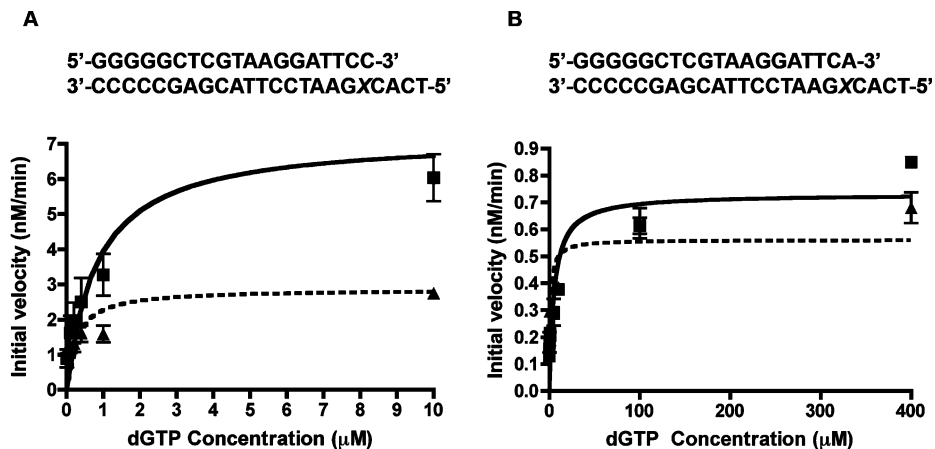 A
5’-GGGGGCTCGTAAGGATTCC-3’
3’-CCCCCGAGCATTCCTAAGXCACT-5’
Initial velocity (nM/min)
7
6
5
4
3
2
1
0
0 1 2 3 4 5 6 7 8 9 10
dGTP Concentration (μM)
B
5’-GGGGGCTCGTAAGGATTCA-3’
3’-CCCCCGAGCATTCCTAAGXCACT-5’
Initial velocity (nM/min)
0.9
0.8
0.7
0.6
0.5
0.4
0.3
0.2
0.1
0.0
0 100 200 300 400
dGTP Concentration (μM)